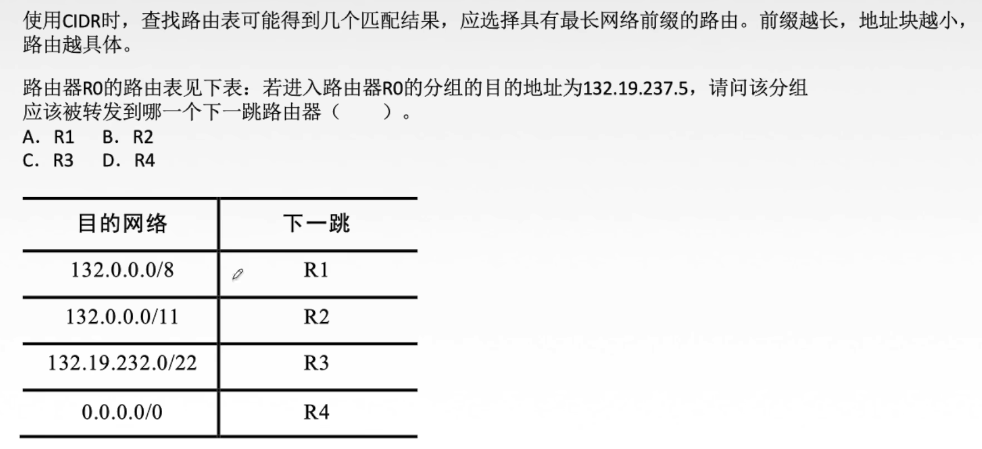 使用CIDR时，查找路由表可能得到几个匹配结果，应选择具有最长网络前缀的路由。前缀越长，地址块越小，
路由越具体。
路由器R0的路由表见下表：若进入路由器R0的分组的目的地址为132.19.237.5，请问该分组
应该被转发到哪一个下一跳路由器（　　）。
A. R1 B. R2
C. R3 D. R4
目的网络 下一跳
132.0.0.0/8 R1
132.0.0.0/11 R2
132.19.232.0/22 R3
0.0.0.0/0 R4